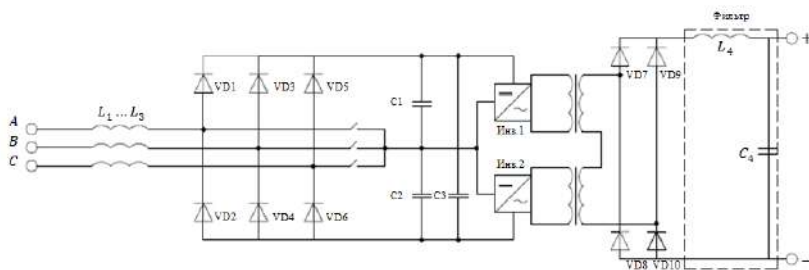 Фильтр
+
L₄
VD7
VD9
VD1
VD3
VD5
C1
Инв.1
L₁ ... L₃
A
B
C
C₄
Инв.2
C2
C3
VD2
VD4
VD6
VD8
VD10
−